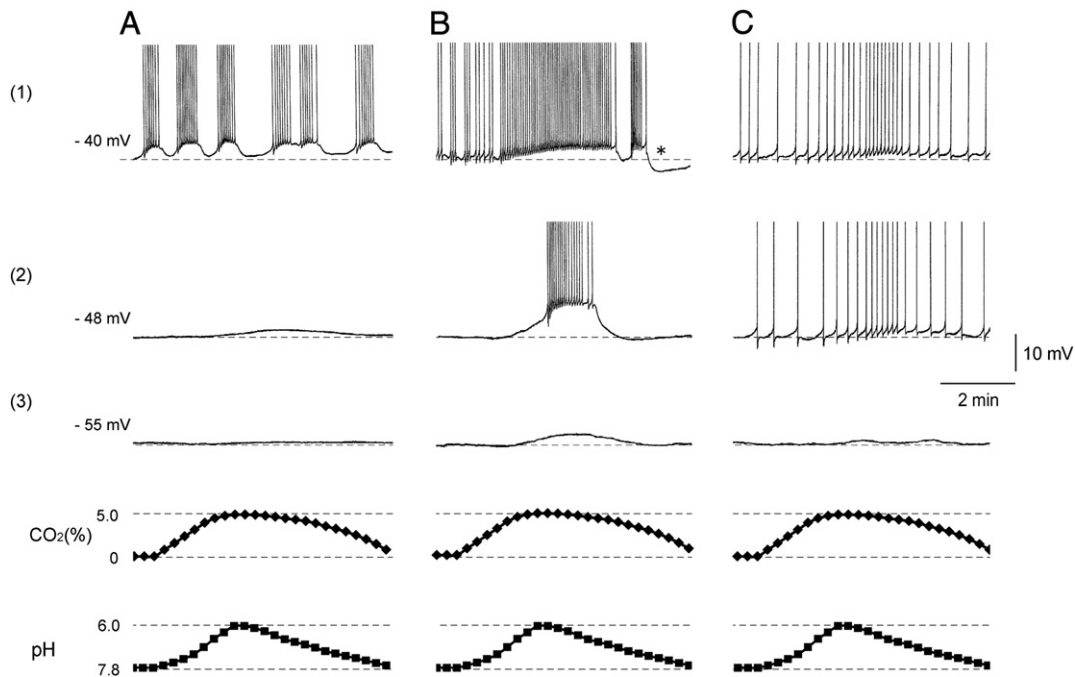 A B C
(1)
- 40 mV
*
(2)
- 48 mV
10 mV
2 min
(3)
- 55 mV
5.0
CO2(%)
0
6.0
pH
7.8